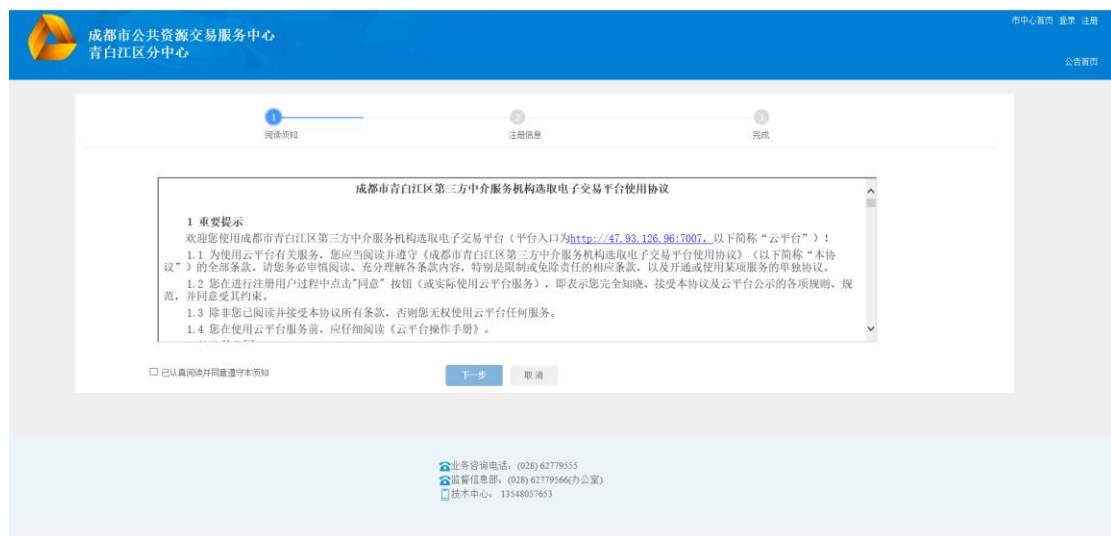 成都市公共资源交易服务中心
青白江区分中心
市中心首页 登录 注册
公告首页
1
2
3
阅读须知
注册信息
完成
成都市青白江区第三方中介服务机构选取电子交易平台使用协议
1 重要提示
欢迎您使用成都市青白江区第三方中介服务机构选取电子交易平台（平台入口为http://47.93.126.96:7007，以下简称“云平台”）！
1.1 为使用云平台有关服务，您应当阅读并遵守《成都市青白江区第三方中介服务机构选取电子交易平台使用协议》（以下简称“本协
议”）的全部条款，请您务必审慎阅读、充分理解各条款内容，特别是限制或免除责任的相应条款，以及开通或使用某项服务的单独协议。
1.2 您在进行注册用户过程中点击"同意" 按钮（或实际使用云平台服务），即表示您完全知晓、接受本协议及云平台公示的各项规则、规
范，并同意受其约束。
1.3 除非您已阅读并接受本协议所有条款，否则您无权使用云平台任何服务。
1.4 您在使用云平台服务前，应仔细阅读《云平台操作手册》。
已认真阅读并同意遵守本须知
下一步
取消
业务咨询电话：(028) 62779555
监督信息部：(028) 62779566(办公室)
技术中心： 13548057653